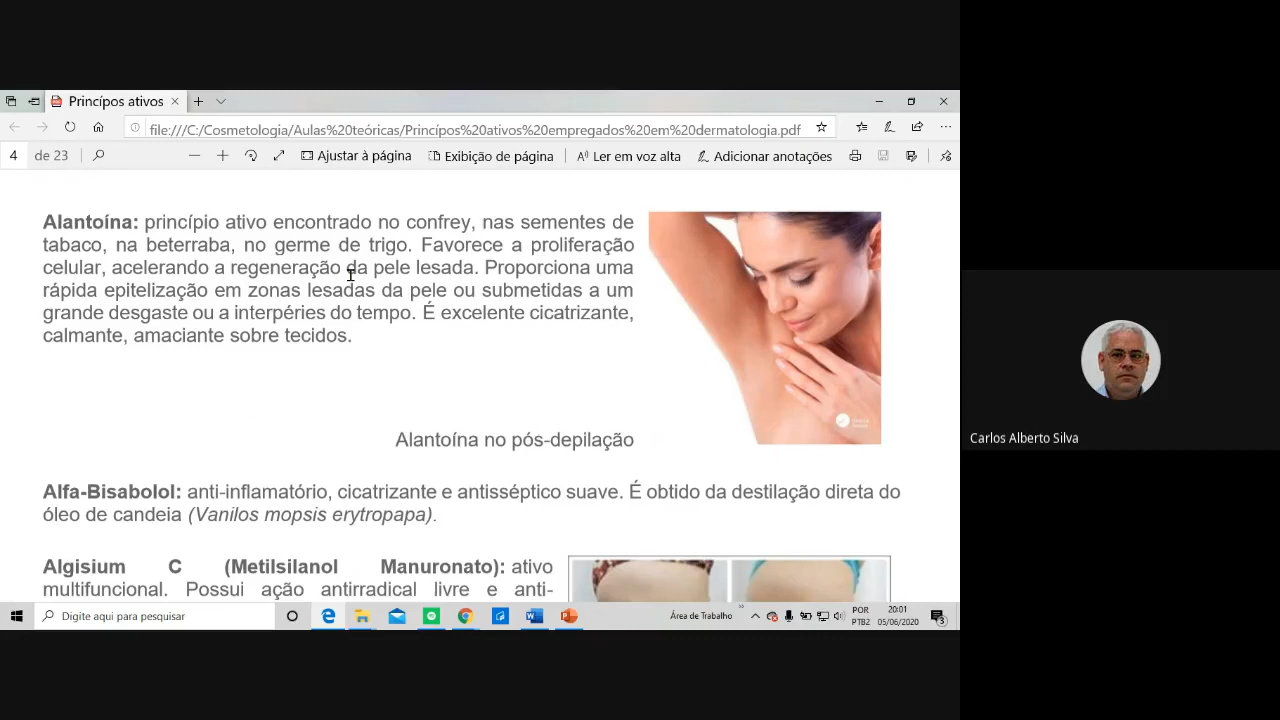 Princípos ativos
file:///C:/Cosmetologia/Aulas%20teóricas/Princípos%20ativos%20empregados%20em%20dermatologia.pdf
4 de 23
Ajustar à página
Exibição de página
Ler em voz alta
Adicionar anotações
Alantoína: princípio ativo encontrado no confrey, nas sementes de
tabaco, na beterraba, no germe de trigo. Favorece a proliferação
celular, acelerando a regeneração da pele lesada. Proporciona uma
rápida epitelização em zonas lesadas da pele ou submetidas a um
grande desgaste ou a interpéries do tempo. É excelente cicatrizante,
calmante, amaciante sobre tecidos.
Alantoína no pós-depilação
Alfa-Bisabolol: anti-inflamatório, cicatrizante e antisséptico suave. É obtido da destilação direta do
óleo de candeia (Vanilos mopsis erytropapa).
Algisium C (Metilsilanol Manuronato): ativo
multifuncional. Possui ação antirradical livre e anti-
Digite aqui para pesquisar
Área de Trabalho
POR
PTB2
20:01
05/06/2020
3
Carlos Alberto Silva